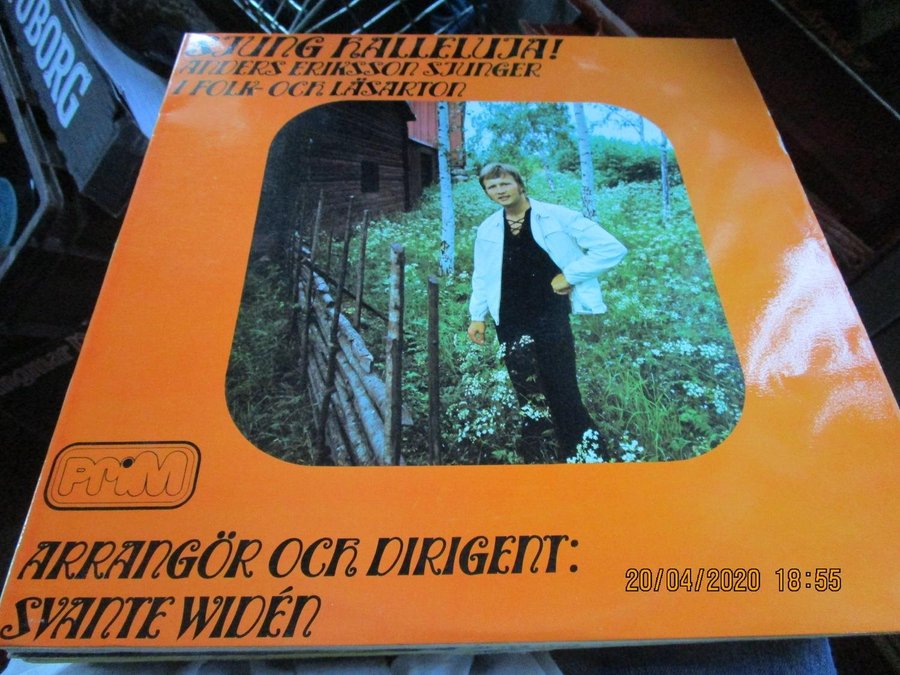 SJUNG HALLELUJA!
ANDERS ERIKSSON SJUNGER
I FOLK- OCH LÄSARTON
PRIM
ARRANGÖR OCH DIRIGENT:
SVANTE WIDÉN
20/04/2020 18:55